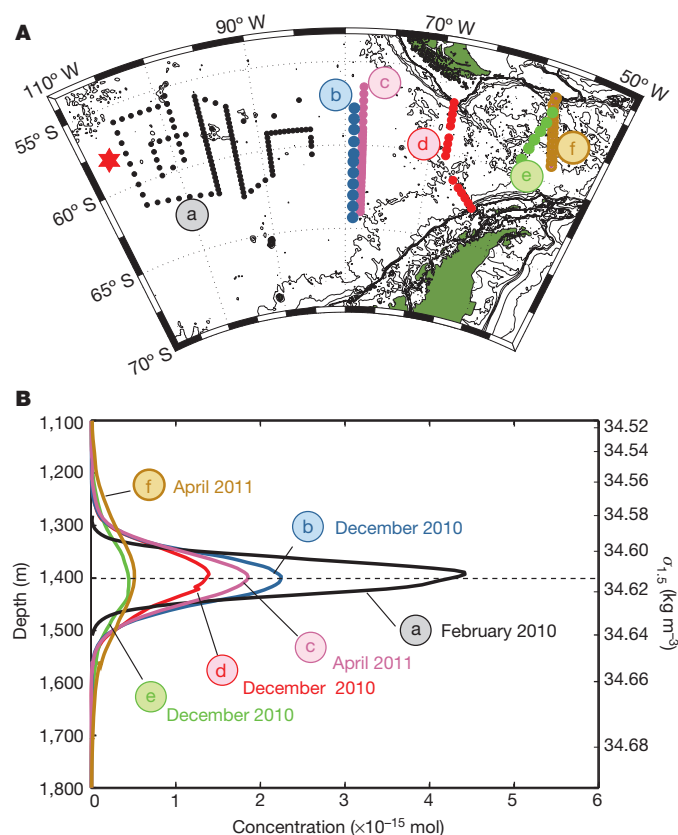 A
110° W
90° W
70° W
50° W
55° S
60° S
65° S
70° S
a
b
c
d
e
f
B
Depth (m)
1,100
1,200
1,300
1,400
1,500
1,600
1,700
1,800
34.52
34.54
34.56
34.58
34.60
34.62
34.64
34.66
34.68
σ1.5 (kg m–3)
f April 2011
b December 2010
a February 2010
c April 2011
d December 2010
e December 2010
0 1 2 3 4 5 6
Concentration (×10–15 mol)